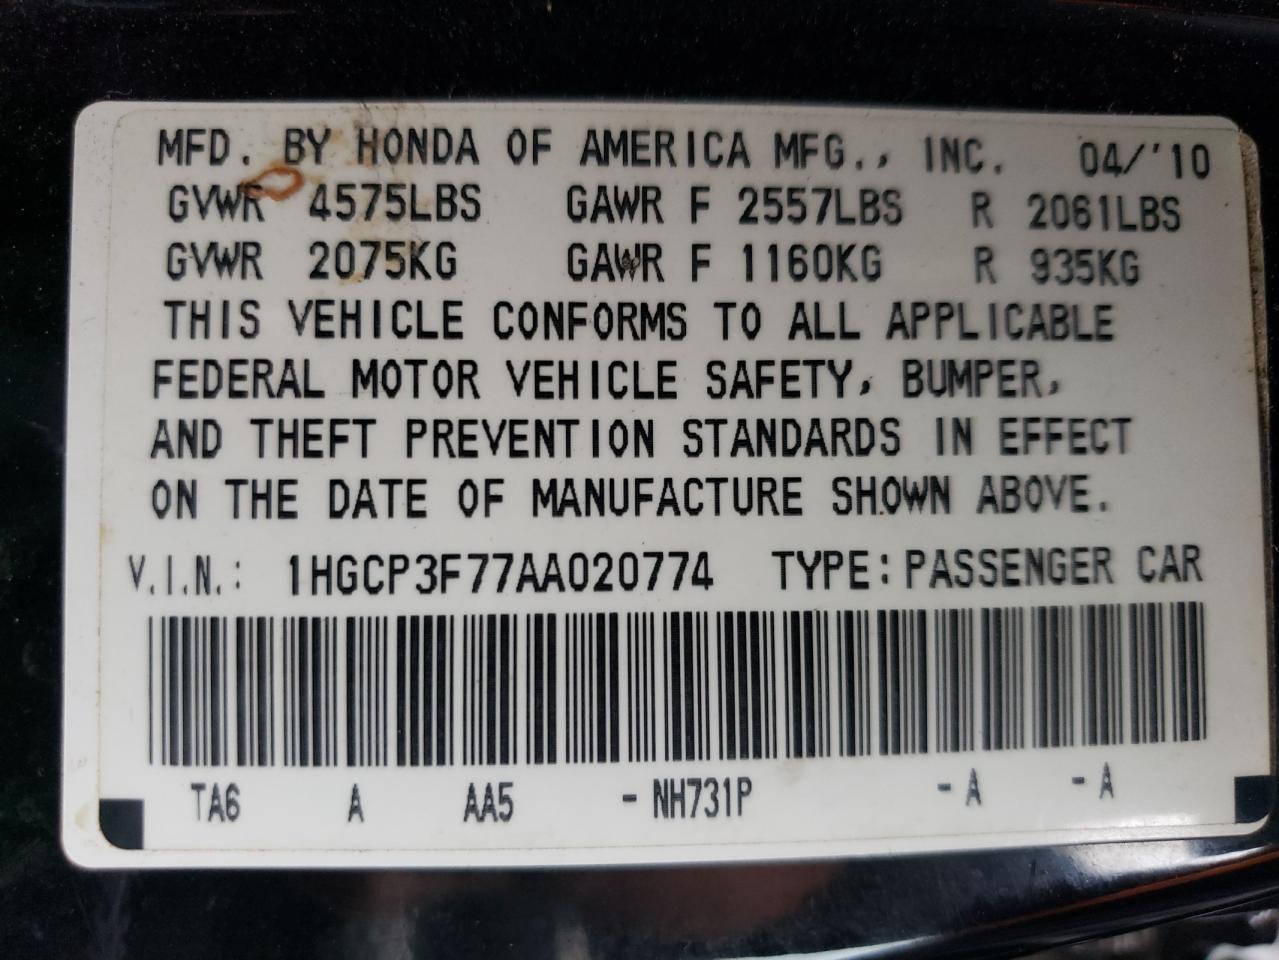 MFD. BY HONDA OF AMERICA MFG., INC. 04/'10
GVWR 4575LBS GAWR F 2557LBS R 2061LBS
GVWR 2075KG GAWR F 1160KG R 935KG
THIS VEHICLE CONFORMS TO ALL APPLICABLE
FEDERAL MOTOR VEHICLE SAFETY, BUMPER,
AND THEFT PREVENTION STANDARDS IN EFFECT
ON THE DATE OF MANUFACTURE SHOWN ABOVE.
V.I.N.: 1HGCP3F77AA020774 TYPE: PASSENGER CAR
TA6 A AA5 - NH731P - A - A